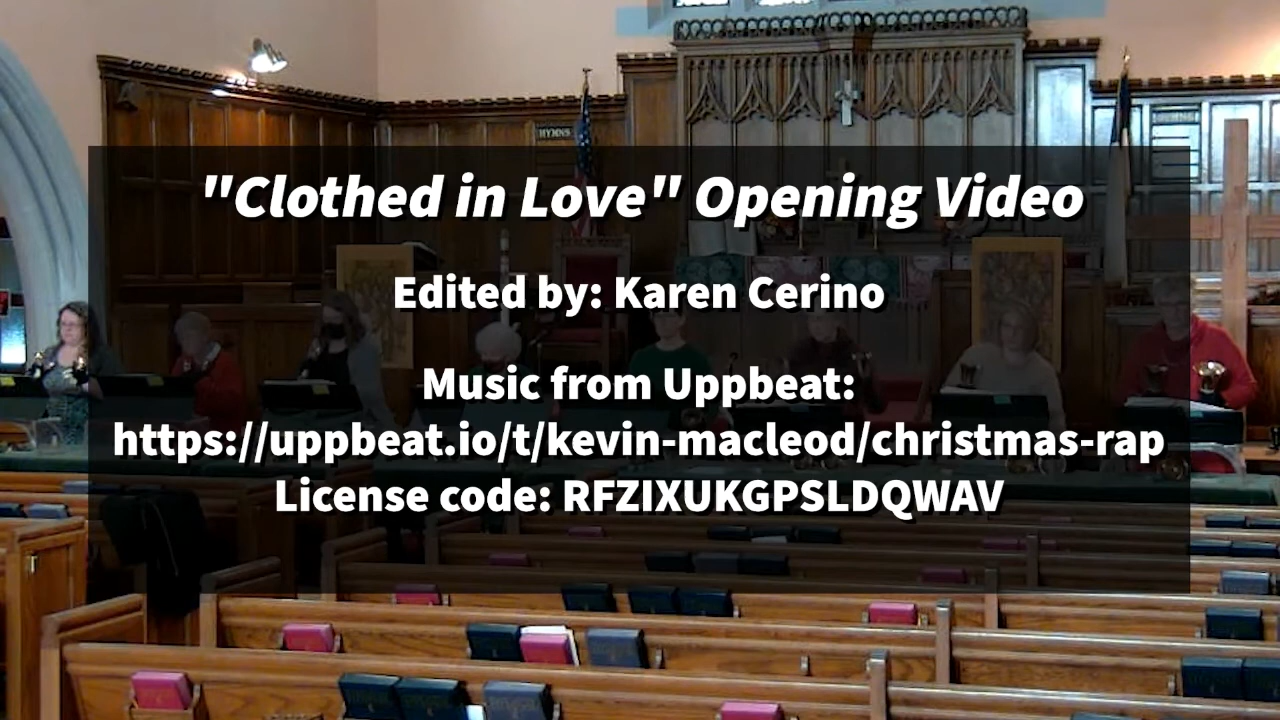 HYMNS
"Clothed in Love" Opening Video
Edited by: Karen Cerino
Music from Uppbeat:
https://uppbeat.io/t/kevin-macleod/christmas-rap
License code: RFZIXUKGPSLDQWAV